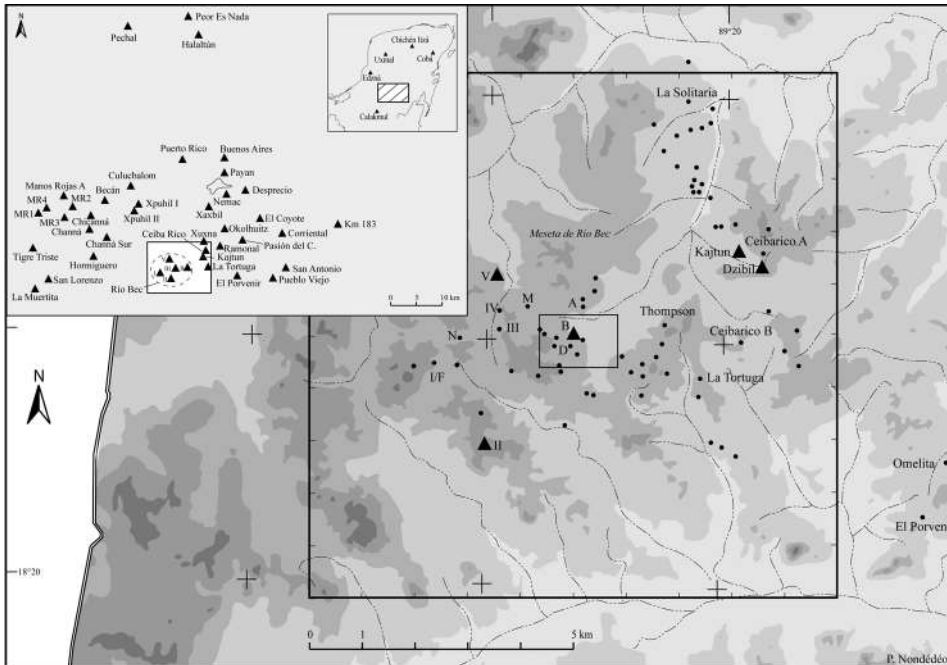 N
Peor Es Nada
Pechal
Halaltún
Chichén Itzá
Uxmal
Cobá
Edzná
Calakmul
Puerto Rico
Buenos Aires
Culuchalom
Payan
Manos Rojas A
Becán
MR4
MR2
Xpuhil I
Nemac
Desprecio
MR1
MR3
Chicanná
Xpuhil II
Xaxbil
El Coyote
Km 183
Channá
Ceiba Rico
Xuxna
Okolhuitz
Corriental
Channá Sur
Ramonal
Pasión del C.
Tigre Triste
Hormiguero
Kajtun
San Lorenzo
La Tortuga
San Antonio
La Muertita
Río Bec
El Porvenir
Pueblo Viejo
0 5 10 km
89°20
La Solitaria
Meseta de Río Bec
Kajtun
Ceibarico A
Dzibil
V
IV
M
A
Thompson
N
III
B
Ceibarico B
D
I/F
La Tortuga
II
N
Omelita
El Porvenir
18°20
0 1 5 km
P. Nondédéo